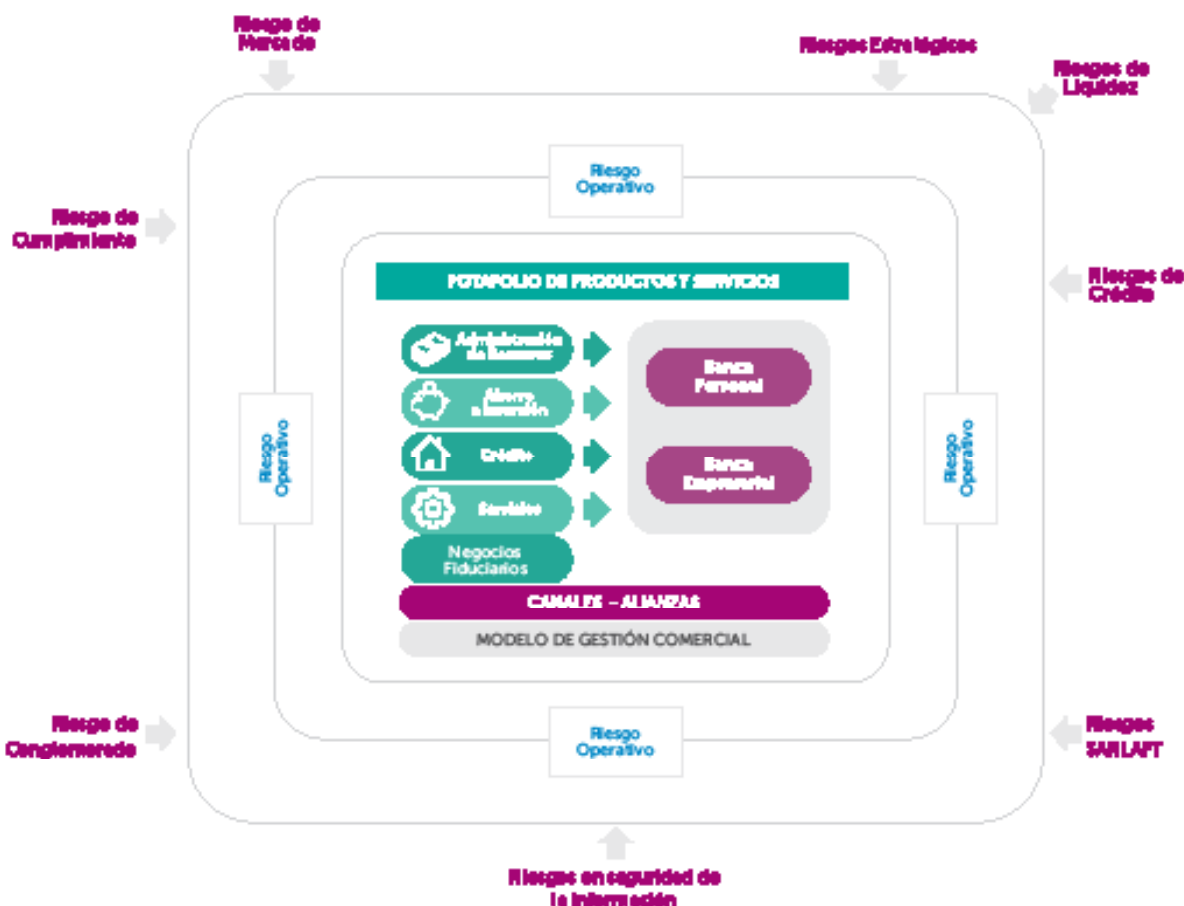 Riesgo de
Mercado
Riesgos Estratégicos
Riesgos de
Liquidez
Riesgo
Operativo
Riesgo de
Cumplimiento
POTAFOLIO DE PRODUCTOS Y SERVICIOS
Riesgos de
Crédito
Administración
de Recursos
Banca
Personal
Ahorro
e Inversión
Riesgo
Operativo
Crédito
Banca
Empresarial
Riesgo
Operativo
Servicios
Negocios
Fiduciarios
CANALES – ALIANZAS
MODELO DE GESTIÓN COMERCIAL
Riesgo de
Conglomerado
Riesgo
Operativo
Riesgos
SARLAFT
Riesgos en seguridad de
la información